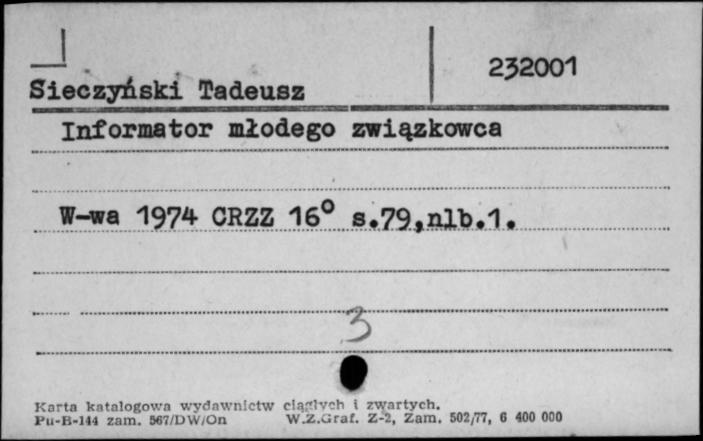 232001
Sieczyński Tadeusz
Informator młodego związkowca
W-wa 1974 CRZZ 16° s.79,nlb.1.
3
Karta katalogowa wydawnictw ciągłych i zwartych.
Pu-B-144 zam. 567/DW/On W.Z.Graf. Z-2, Zam. 502/77, 6 400 000